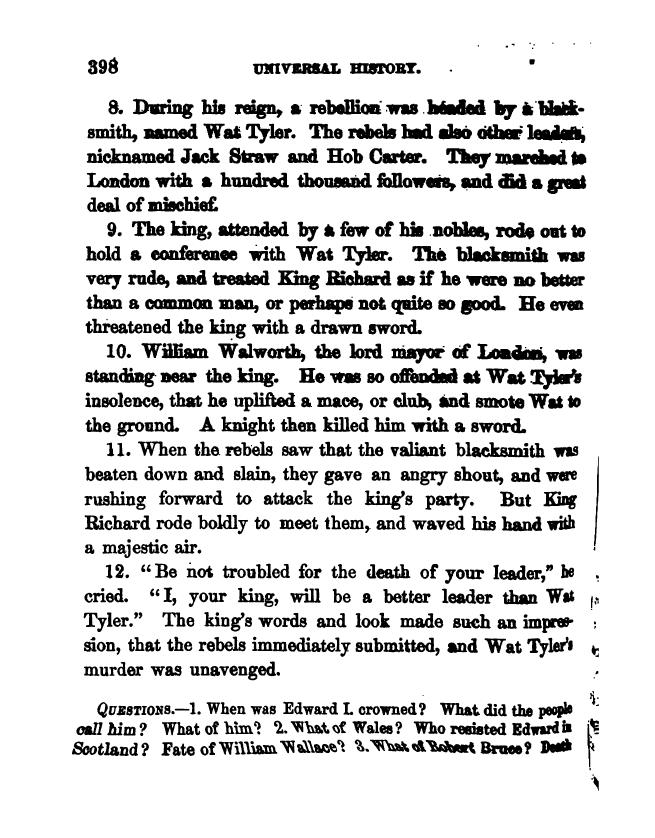 398 UNIVERSAL HISTORY.
8. During his reign, a rebellion was headed by a black-
smith, named Wat Tyler. The rebels had also other leaders,
nicknamed Jack Straw and Hob Carter. They marched to
London with a hundred thousand followers, and did a great
deal of mischief.
9. The king, attended by a few of his nobles, rode out to
hold a conference with Wat Tyler. The blacksmith was
very rude, and treated King Richard as if he were no better
than a common man, or perhaps not quite so good. He even
threatened the king with a drawn sword.
10. William Walworth, the lord mayor of London, was
standing near the king. He was so offended at Wat Tyler's
insolence, that he uplifted a mace, or club, and smote Wat to
the ground. A knight then killed him with a sword.
11. When the rebels saw that the valiant blacksmith was
beaten down and slain, they gave an angry shout, and were
rushing forward to attack the king's party. But King
Richard rode boldly to meet them, and waved his hand with
a majestic air.
12. "Be not troubled for the death of your leader," he
cried. "I, your king, will be a better leader than Wat
Tyler." The king's words and look made such an impres-
sion, that the rebels immediately submitted, and Wat Tyler's
murder was unavenged.
QUESTIONS.—1. When was Edward I. crowned? What did the people
call him? What of him? 2. What of Wales? Who resisted Edward in
Scotland? Fate of William Wallace? 3. What of Robert Bruce? Death